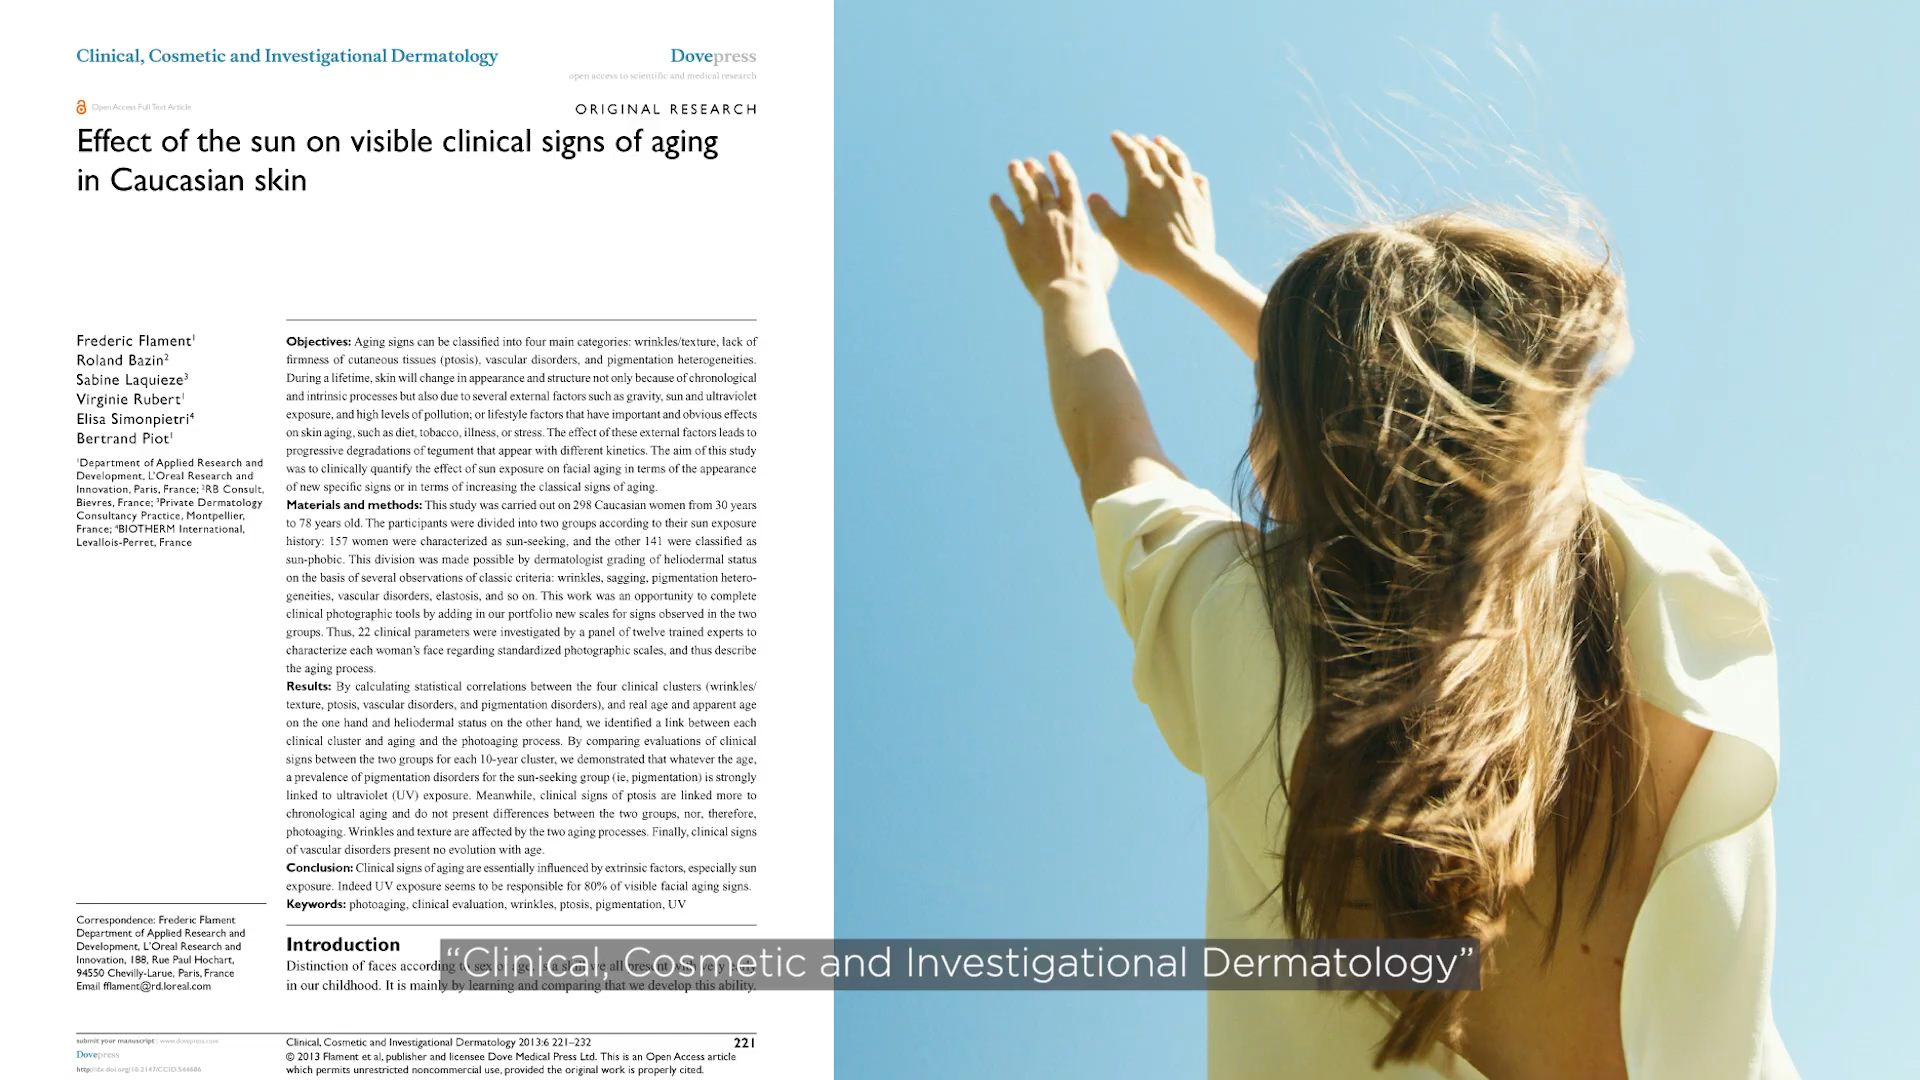 Clinical, Cosmetic and Investigational Dermatology
Dovepress
open access to scientific and medical research
Open Access Full Text Article
ORIGINAL RESEARCH
Effect of the sun on visible clinical signs of aging
in Caucasian skin
Frederic Flament¹
Roland Bazin²
Sabine Laquieze³
Virginie Rubert¹
Elisa Simonpietri⁴
Bertrand Piot¹
¹Department of Applied Research and
Development, L'Oreal Research and
Innovation, Paris, France; ²RB Consult,
Bievres, France; ³Private Dermatology
Consultancy Practice, Montpellier,
France; ⁴BIOTHERM International,
Levallois-Perret, France
Correspondence: Frederic Flament
Department of Applied Research and
Development, L'Oreal Research and
Innovation, 188, Rue Paul Hochart,
94550 Chevilly-Larue, Paris, France
Email fflament@rd.loreal.com
Objectives: Aging signs can be classified into four main categories: wrinkles/texture, lack of
firmness of cutaneous tissues (ptosis), vascular disorders, and pigmentation heterogeneities.
During a lifetime, skin will change in appearance and structure not only because of chronological
and intrinsic processes but also due to several external factors such as gravity, sun and ultraviolet
exposure, and high levels of pollution; or lifestyle factors that have important and obvious effects
on skin aging, such as diet, tobacco, illness, or stress. The effect of these external factors leads to
progressive degradations of tegument that appear with different kinetics. The aim of this study
was to clinically quantify the effect of sun exposure on facial aging in terms of the appearance
of new specific signs or in terms of increasing the classical signs of aging.
Materials and methods: This study was carried out on 298 Caucasian women from 30 years
to 78 years old. The participants were divided into two groups according to their sun exposure
history: 157 women were characterized as sun-seeking, and the other 141 were classified as
sun-phobic. This division was made possible by dermatologist grading of heliodermal status
on the basis of several observations of classic criteria: wrinkles, sagging, pigmentation hetero-
geneities, vascular disorders, elastosis, and so on. This work was an opportunity to complete
clinical photographic tools by adding in our portfolio new scales for signs observed in the two
groups. Thus, 22 clinical parameters were investigated by a panel of twelve trained experts to
characterize each woman's face regarding standardized photographic scales, and thus describe
the aging process.
Results: By calculating statistical correlations between the four clinical clusters (wrinkles/
texture, ptosis, vascular disorders, and pigmentation disorders), and real age and apparent age
on the one hand and heliodermal status on the other hand, we identified a link between each
clinical cluster and aging and the photoaging process. By comparing evaluations of clinical
signs between the two groups for each 10-year cluster, we demonstrated that whatever the age,
a prevalence of pigmentation disorders for the sun-seeking group (ie, pigmentation) is strongly
linked to ultraviolet (UV) exposure. Meanwhile, clinical signs of ptosis are linked more to
chronological aging and do not present differences between the two groups, nor, therefore,
photoaging. Wrinkles and texture are affected by the two aging processes. Finally, clinical signs
of vascular disorders present no evolution with age.
Conclusion: Clinical signs of aging are essentially influenced by extrinsic factors, especially sun
exposure. Indeed UV exposure seems to be responsible for 80% of visible facial aging signs.
Keywords: photoaging, clinical evaluation, wrinkles, ptosis, pigmentation, UV
Introduction
Distinction of faces according to sex or age is a skill we all present with very early
in our childhood. It is mainly by learning and comparing that we develop this ability.
"Clinical, Cosmetic and Investigational Dermatology"
submit your manuscript | www.dovepress.com
Dovepress
http://dx.doi.org/10.2147/CCID.S44686
Clinical, Cosmetic and Investigational Dermatology 2013:6 221–232
221
© 2013 Flament et al, publisher and licensee Dove Medical Press Ltd. This is an Open Access article
which permits unrestricted noncommercial use, provided the original work is properly cited.